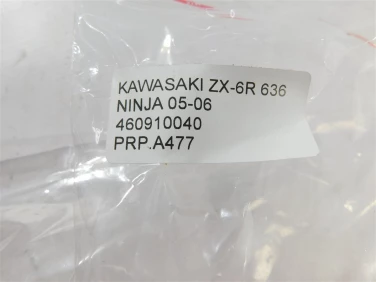 KAWASAKI ZX-6R 636
NINJA 05-06
460910040
PRP.A477